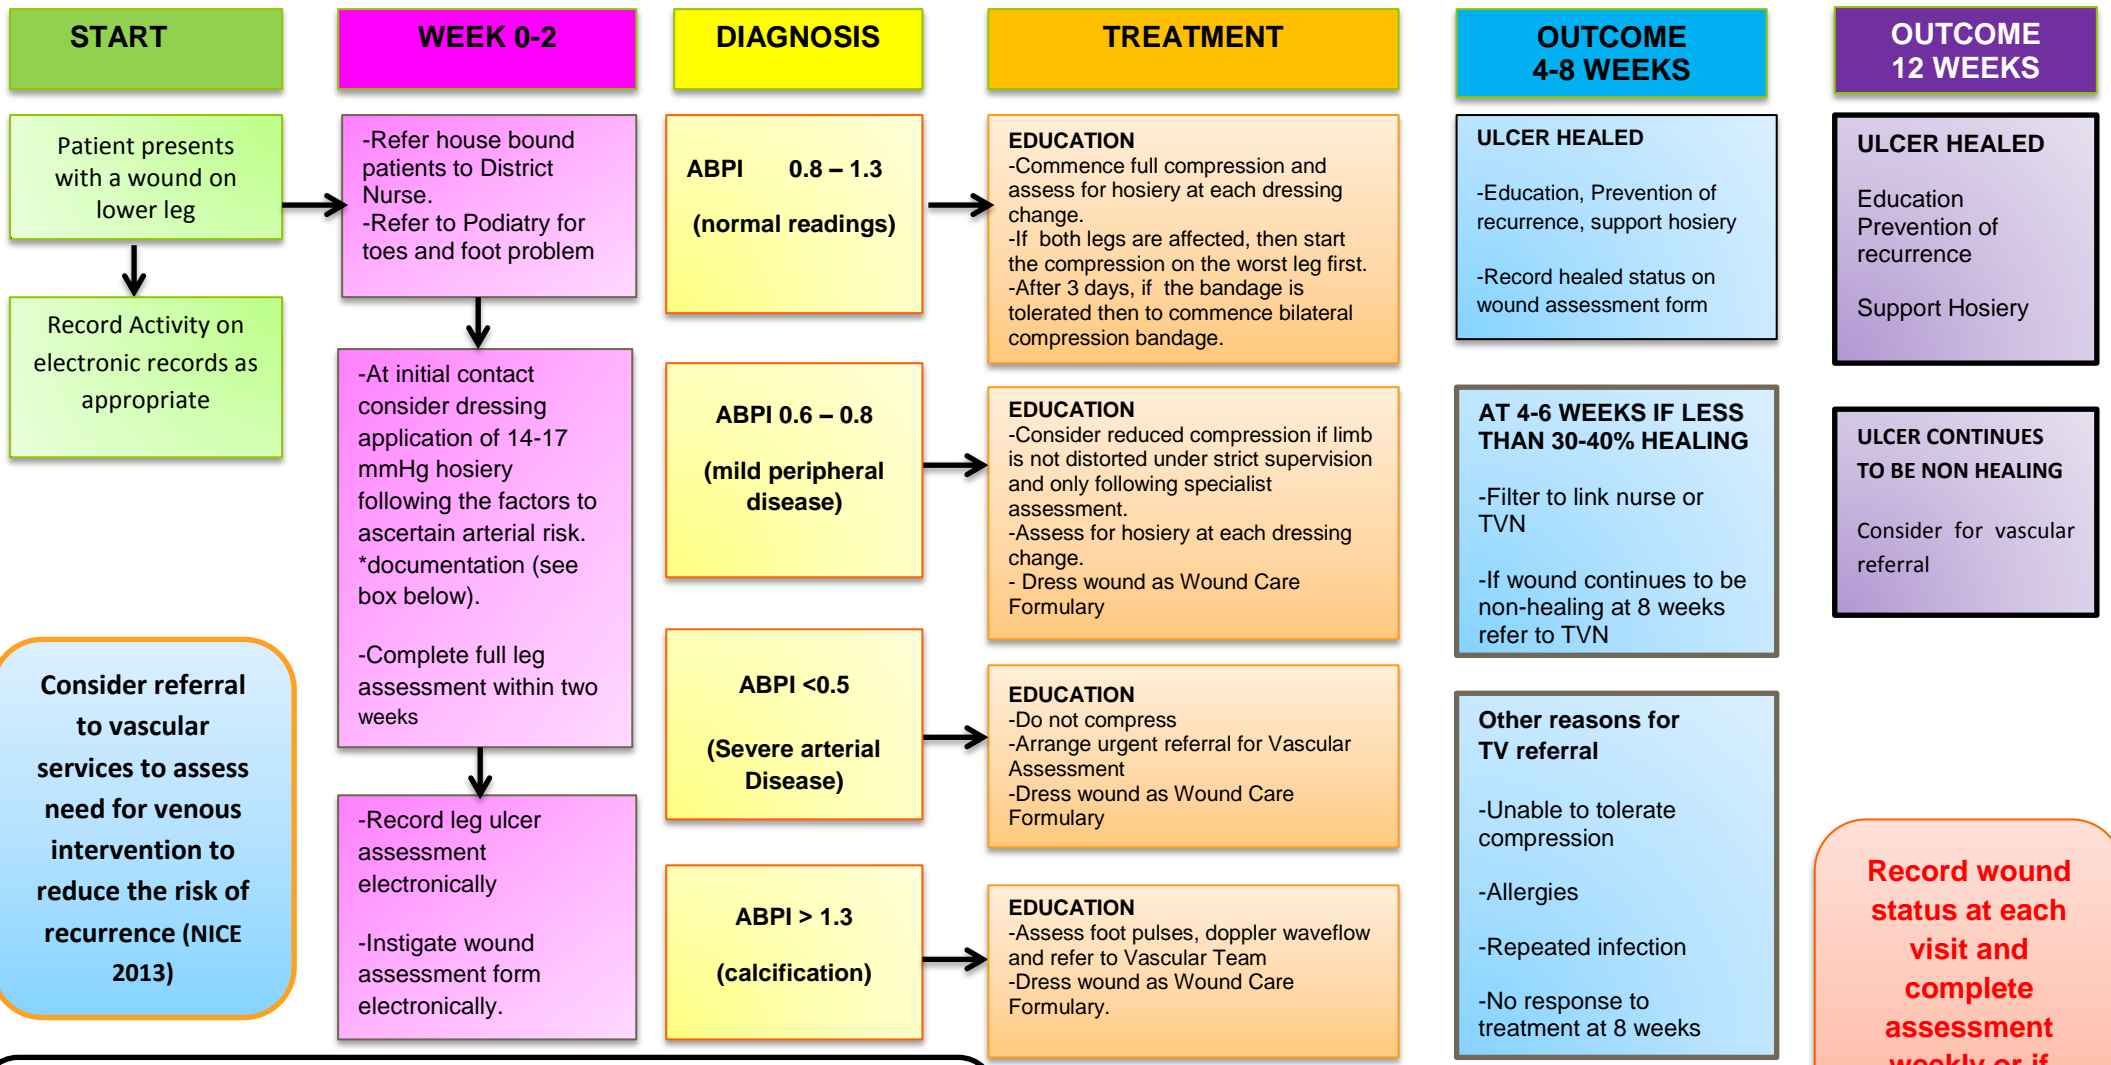 START
Patient presents
with a wound on
lower leg
Record Activity on
electronic records as
appropriate
Consider referral
to vascular
services to assess
need for venous
intervention to
reduce the risk of
recurrence (NICE
2013)
WEEK 0-2
-Refer house bound
patients to District
Nurse.
-Refer to Podiatry for
toes and foot problem
-At initial contact
consider dressing
application of 14-17
mmHg hosiery
following the factors to
ascertain arterial risk.
*documentation (see
box below).
-Complete full leg
assessment within two
weeks
-Record leg ulcer
assessment
electronically
-Instigate wound
assessment form
electronically.
DIAGNOSIS
ABPI 0.8 – 1.3
(normal readings)
ABPI 0.6 – 0.8
(mild peripheral
disease)
ABPI <0.5
(Severe arterial
Disease)
ABPI > 1.3
(calcification)
TREATMENT
EDUCATION
-Commence full compression and
assess for hosiery at each dressing
change.
-If both legs are affected, then start
the compression on the worst leg first.
-After 3 days, if the bandage is
tolerated then to commence bilateral
compression bandage.
EDUCATION
-Consider reduced compression if limb
is not distorted under strict supervision
and only following specialist
assessment.
-Assess for hosiery at each dressing
change.
- Dress wound as Wound Care
Formulary
EDUCATION
-Do not compress
-Arrange urgent referral for Vascular
Assessment
-Dress wound as Wound Care
Formulary
EDUCATION
-Assess foot pulses, doppler waveflow
and refer to Vascular Team
-Dress wound as Wound Care
Formulary.
OUTCOME
4-8 WEEKS
ULCER HEALED
-Education, Prevention of
recurrence, support hosiery
-Record healed status on
wound assessment form
AT 4-6 WEEKS IF LESS
THAN 30-40% HEALING
-Filter to link nurse or
TVN
-If wound continues to be
non-healing at 8 weeks
refer to TVN
Other reasons for
TV referral
-Unable to tolerate
compression
-Allergies
-Repeated infection
-No response to
treatment at 8 weeks
OUTCOME
12 WEEKS
ULCER HEALED
Education
Prevention of
recurrence
Support Hosiery
ULCER CONTINUES
TO BE NON HEALING
Consider for vascular
referral
Record wound
status at each
visit and
complete
assessment
weekly or if